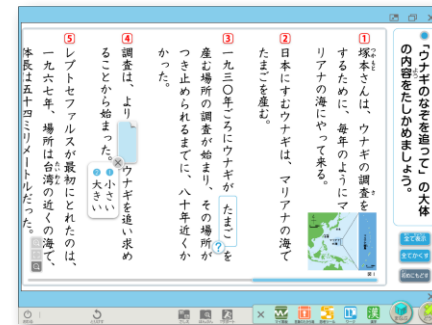 「ウナギのなぞを追って」の大体
の内容をたしかめましょう。
全て表示
全てかくす
初めにもどす
1
塚本さんは、ウナギの調査を
するために、毎年のようにマ
リアナの海にやって来る。
図1
2
日本にすむウナギは、マリアナの海で
たまごを産む。
3
一九三〇年ごろにウナギが たまご を
産む場所の調査が始まり、その場所が
つき止められるまでに、八十年近くか
かった。
?
4
調査は、より ウナギを追い求め
ることから始まった。
❶小さい
❷大きい
5
レプトセファルスが最初にとれたのは、
一九六七年、場所は台湾の近くの海で、
体長は五十四ミリメートルだった。
漢